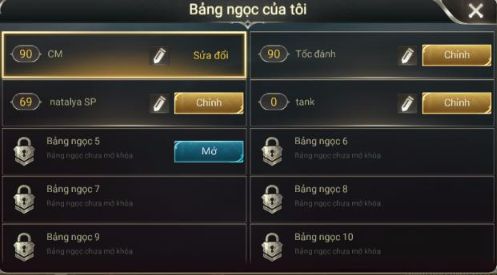 Bảng ngọc của tôi
90 CM Sửa đổi
90 Tốc đánh Chỉnh
69 natalya SP Chỉnh
0 tank Chỉnh
Bảng ngọc 5
Bảng ngọc chưa mở khóa
Mở
Bảng ngọc 6
Bảng ngọc chưa mở khóa
Bảng ngọc 7
Bảng ngọc chưa mở khóa
Bảng ngọc 8
Bảng ngọc chưa mở khóa
Bảng ngọc 9
Bảng ngọc chưa mở khóa
Bảng ngọc 10
Bảng ngọc chưa mở khóa